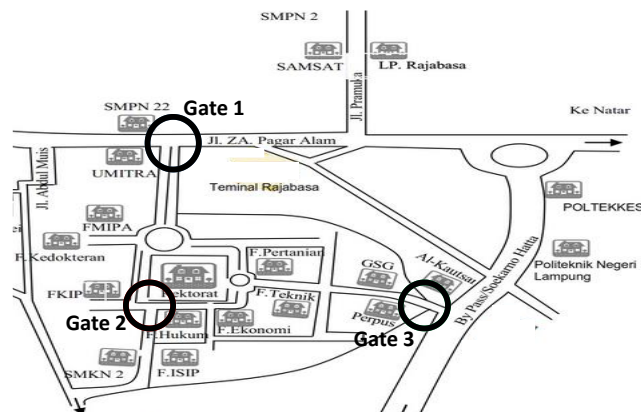 SMPN 2
SAMSAT
LP. Rajabasa
Jl. Pramuka
SMPN 22
Gate 1
Ke Natar
Jl. ZA. Pagar Alam
Jl. Abdul Muis
UMITRA
Teminal Rajabasa
POLTEKKES
FMIPA
F.Kedokteran
F.Pertanian
GSG
Al-Kautsar
By Pass/Soekarno Hatta
Politeknik Negeri
Lampung
FKIP
Rektorat
F.Teknik
Perpus
Gate 2
F.Hukum
F.Ekonomi
Gate 3
SMKN 2
F.ISIP